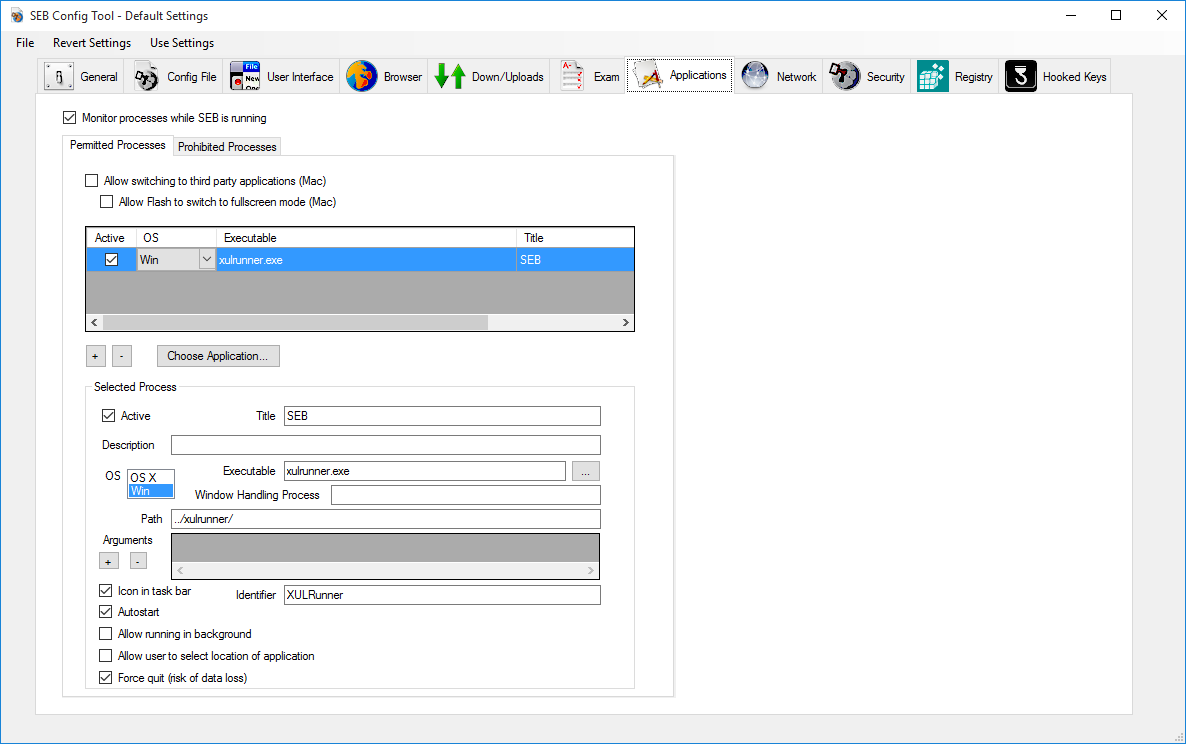 SEB Config Tool - Default Settings
File Revert Settings Use Settings
General Config File File New User Interface Browser Down/Uploads A- Exam Applications Network Security Registry Hooked Keys
Monitor processes while SEB is running
Permitted Processes Prohibited Processes
Allow switching to third party applications (Mac)
Allow Flash to switch to fullscreen mode (Mac)
Active OS Executable Title
Win xulrunner.exe SEB
+ - Choose Application...
Selected Process
Active Title SEB
Description
OS OS X Executable xulrunner.exe ...
Win Window Handling Process
Path ../xulrunner/
Arguments
+ -
Icon in task bar Identifier XULRunner
Autostart
Allow running in background
Allow user to select location of application
Force quit (risk of data loss)